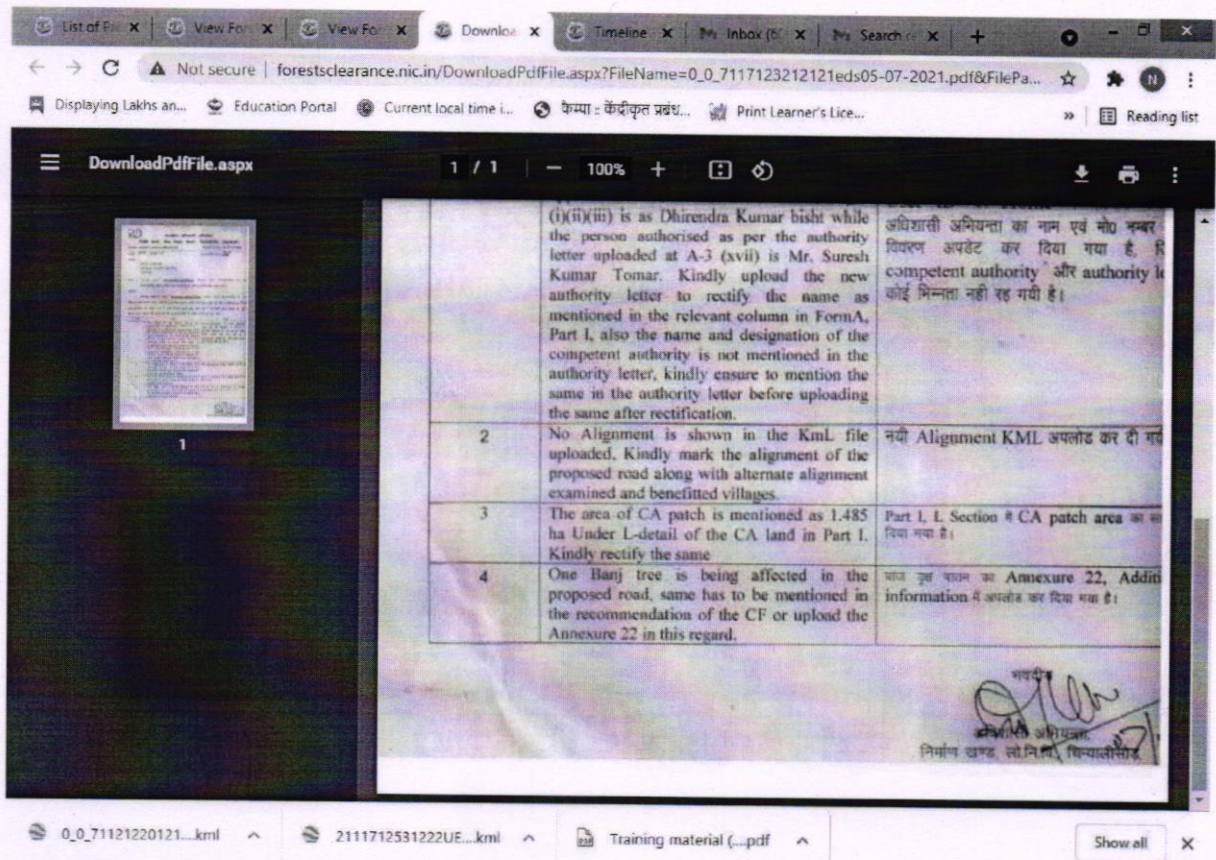 List of
View For
View For
Downloa
Timeline
Inbox (6
Search
Not secure | forestsclearance.nic.in/DownloadPdfFile.aspx?FileName=0_0_7117123212121eds05-07-2021.pdf&FilePa...
N
Displaying Lakhs an...
Education Portal
Current local time i...
कैम्पा :: केंद्रीकृत प्रबंध...
Print Learner's Lice...
»
Reading list
DownloadPdfFile.aspx
1 / 1
100%
1
(i)(ii)(iii) is as Dhirendra Kumar bisht while
the person authorised as per the authority
letter uploaded at A-3 (xvii) is Mr. Suresh
Kumar Tomar. Kindly upload the new
authority letter to rectify the name as
mentioned in the relevant column in FormA,
Part I, also the name and designation of the
competent authority is not mentioned in the
authority letter, kindly ensure to mention the
same in the authority letter before uploading
the same after rectification.
अधिशासी अभियन्ता का नाम एवं मो0 नम्बर
विवरण अपडेट कर दिया गया है,
competent authority और authority le
कोई भिन्नता नही रह गयी है।
2
No Alignment is shown in the KmL file
uploaded, Kindly mark the alignment of the
proposed road along with alternate alignment
examined and benefitted villages.
नयी Alignment KML अपलोड कर दी गय
3
The area of CA patch is mentioned as 1.485
ha Under L-detail of the CA land in Part I.
Kindly rectify the same
Part I, L Section में CA patch area का
दिया गया है।
4
One Banj tree is being affected in the
proposed road, same has to be mentioned in
the recommendation of the CF or upload the
Annexure 22 in this regard.
बांज वृक्ष पातन का Annexure 22, Additi
information में अपलोड कर दिया गया है।
भवदीय
अधिशासी अभियन्ता
निर्माण खण्ड, लो.नि.वि., चिन्यालीसौड़
0_0_71121220121....kml
2111712531222UE....kml
Training material (....pdf
Show all